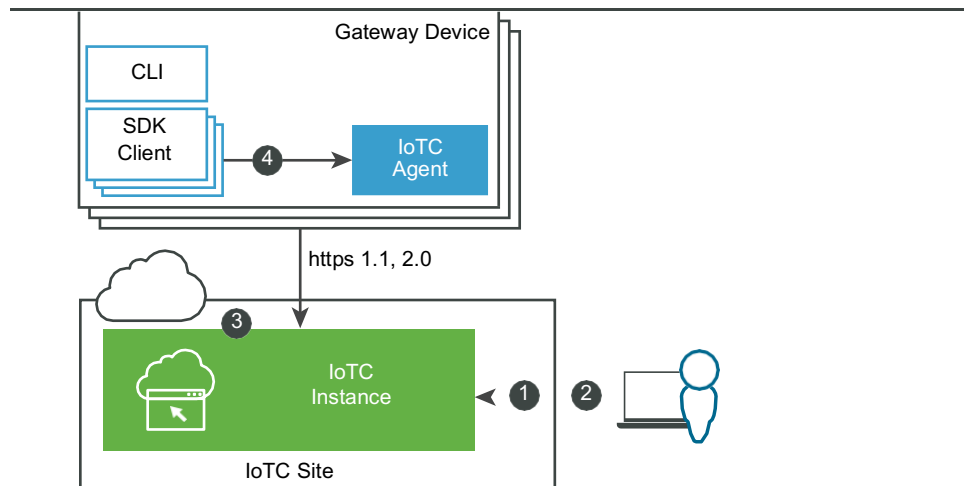 Gateway Device
CLI
SDK
Client
4
IoTC
Agent
https 1.1, 2.0
3
IoTC
Instance
1
2
IoTC Site